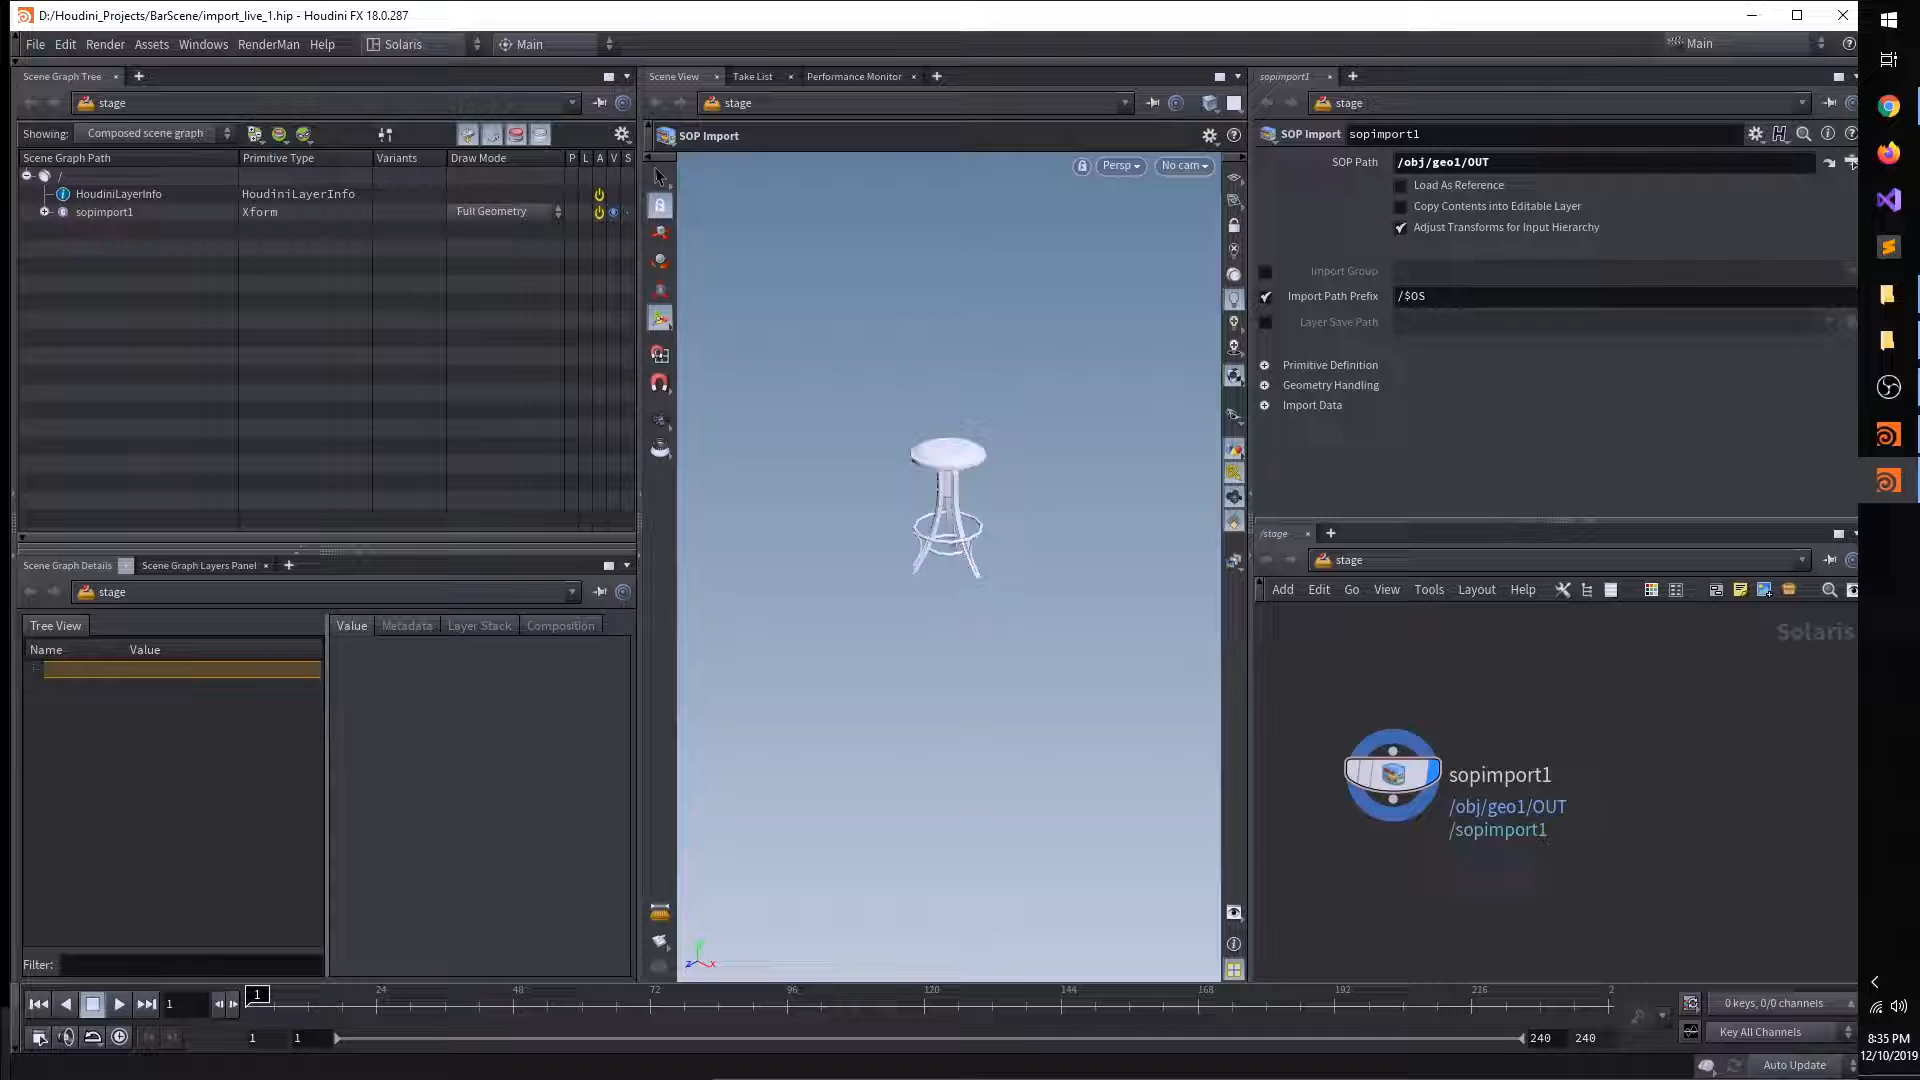 D:/Houdini_Projects/BarScene/import_live_1.hip - Houdini FX 18.0.287
File Edit Render Assets Windows RenderMan Help Solaris Main Main
Scene Graph Tree
stage
Showing: Composed scene graph
Scene Graph Path Primitive Type Variants Draw Mode P L A V S
/
HoudiniLayerInfo HoudiniLayerInfo
sopimport1 Xform Full Geometry
Scene Graph Details Scene Graph Layers Panel
stage
Tree View
Name Value
Value Metadata Layer Stack Composition
Filter:
Scene View Take List Performance Monitor
stage
SOP Import
Persp No cam
Z X
sopimport1
stage
SOP Import sopimport1
SOP Path /obj/geo1/OUT
Load As Reference
Copy Contents into Editable Layer
Adjust Transforms for Input Hierarchy
Import Group
Import Path Prefix /$OS
Layer Save Path
Primitive Definition
Geometry Handling
Import Data
/stage
stage
Add Edit Go View Tools Layout Help
Solaris
sopimport1
/obj/geo1/OUT
/sopimport1
1 1 24 48 72 96 120 144 168 192 216 2
0 keys, 0/0 channels
1 1 240 240
Key All Channels
Auto Update
8:35 PM
12/10/2019